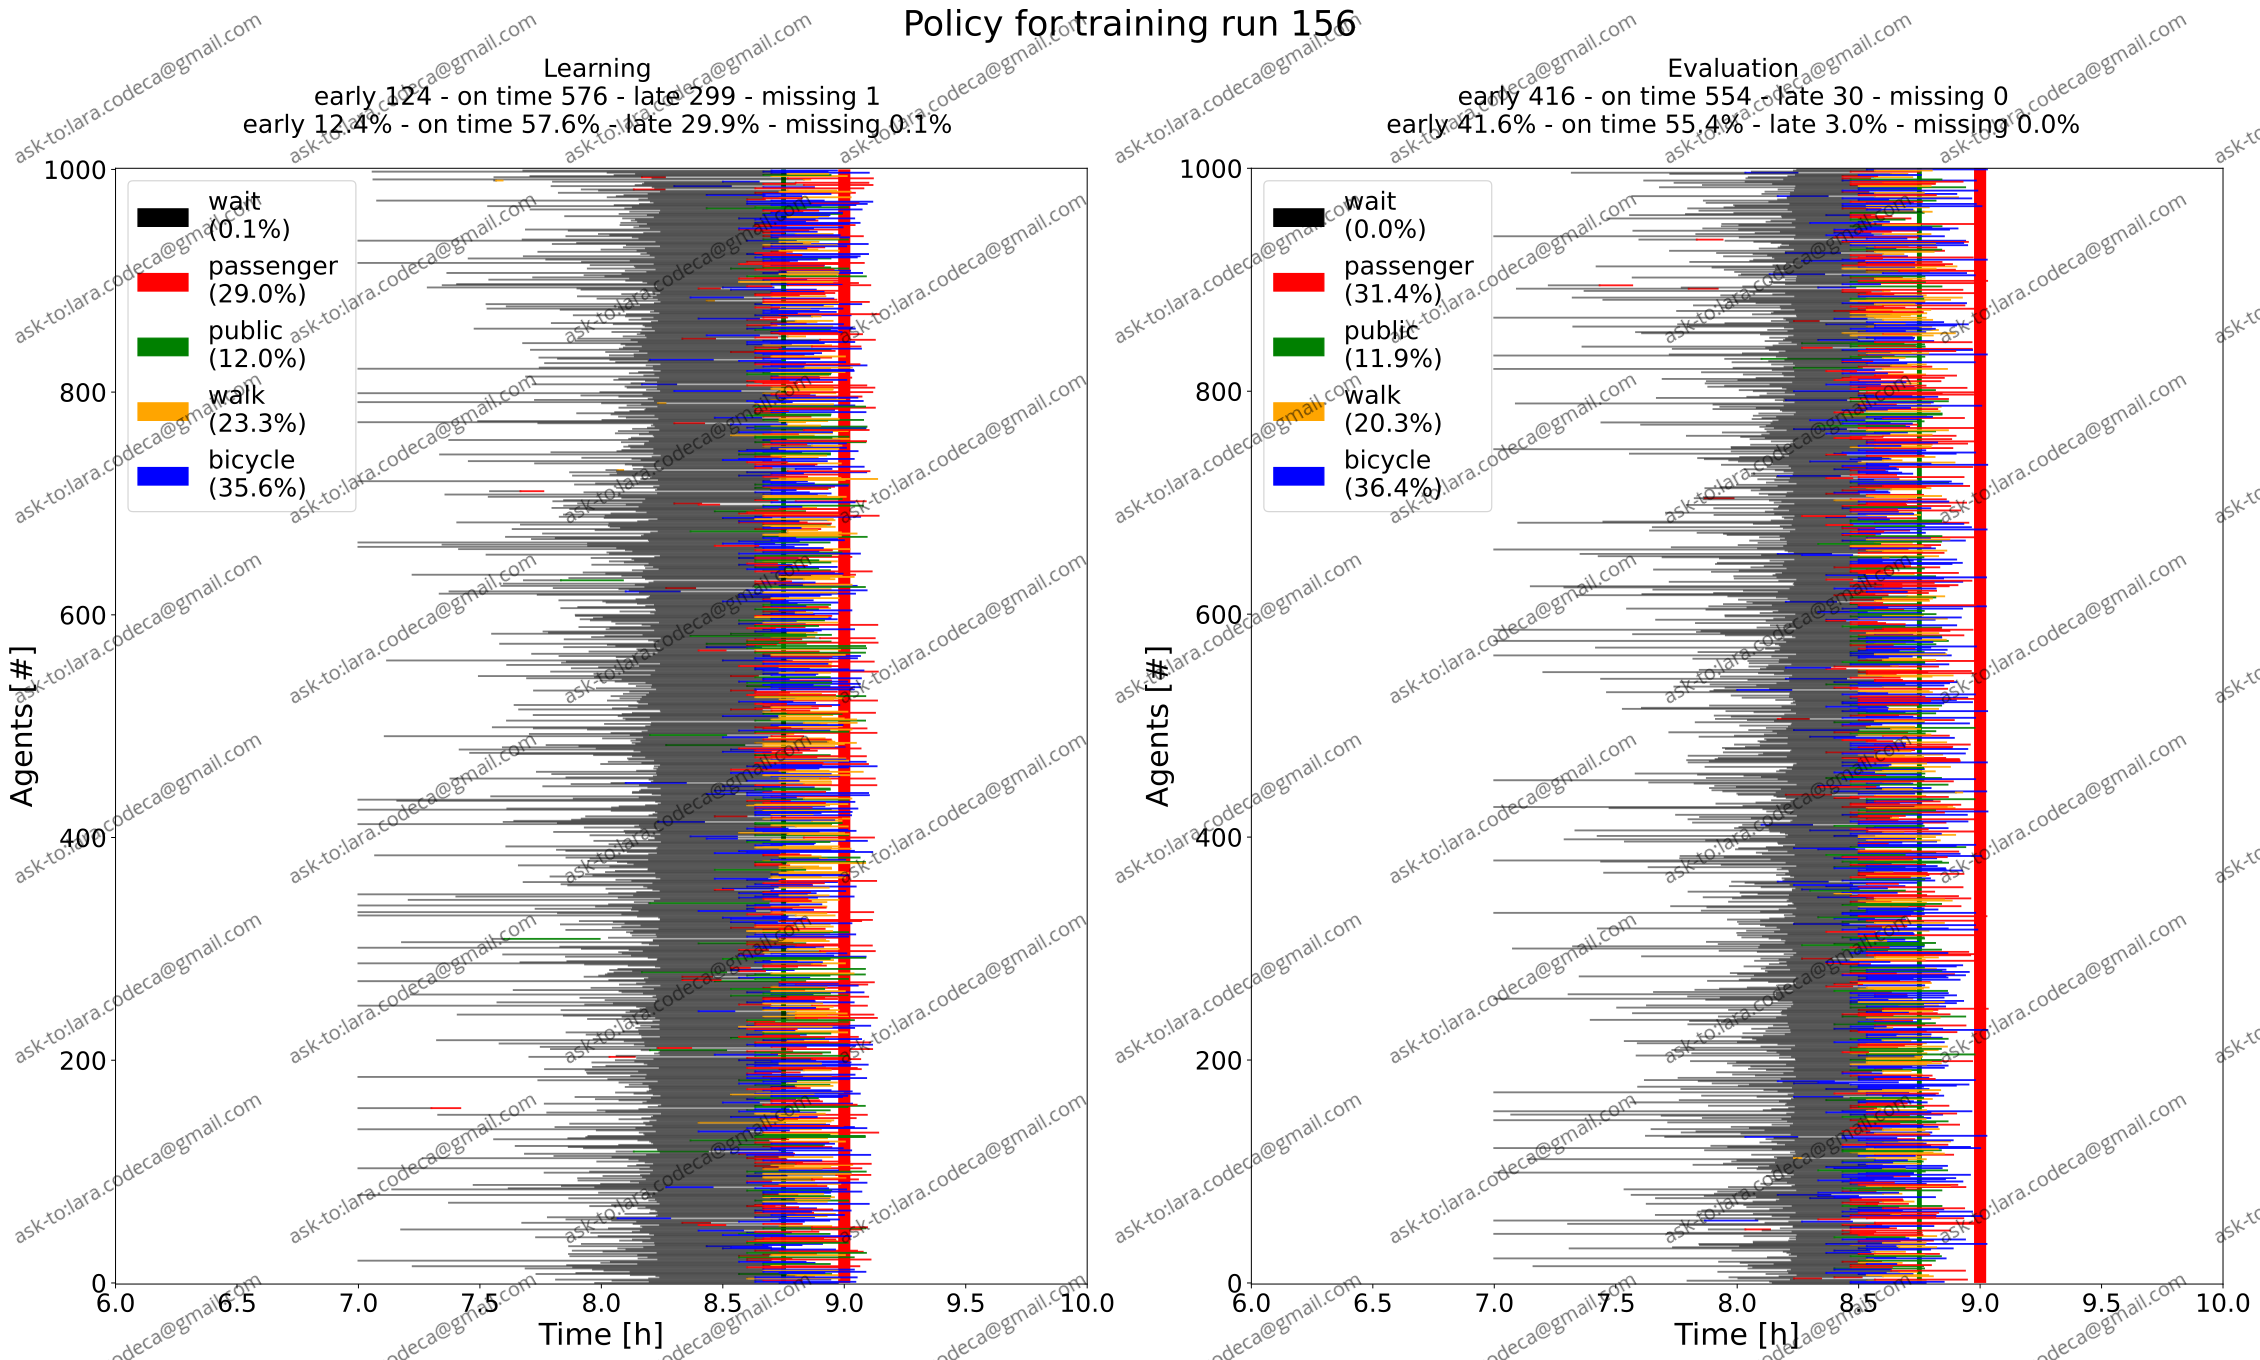 Policy for training run 156
Learning
early 124 - on time 576 - late 299 - missing 1
early 12.4% - on time 57.6% - late 29.9% - missing 0.1%
wait
(0.1%)
passenger
(29.0%)
public
(12.0%)
walk
(23.3%)
bicycle
(35.6%)
Agents [#]
1000
800
600
400
200
0
6.0 6.5 7.0 7.5 8.0 8.5 9.0 9.5 10.0
Time [h]
Evaluation
early 416 - on time 554 - late 30 - missing 0
early 41.6% - on time 55.4% - late 3.0% - missing 0.0%
wait
(0.0%)
passenger
(31.4%)
public
(11.9%)
walk
(20.3%)
bicycle
(36.4%)
Agents [#]
1000
800
600
400
200
0
6.0 6.5 7.0 7.5 8.0 8.5 9.0 9.5 10.0
Time [h]
ask-to:lara.codeca@gmail.com